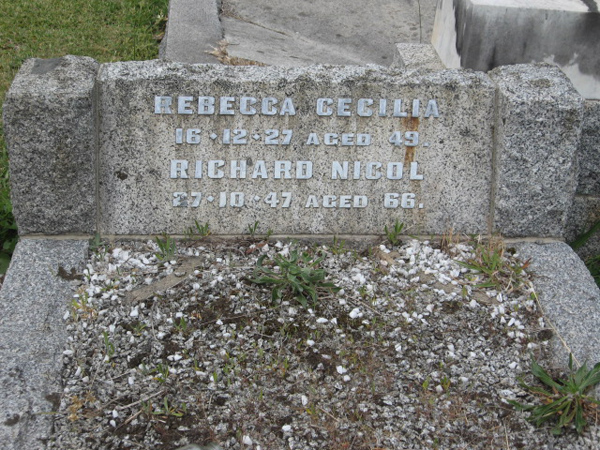 REBECCA CECILIA
16·12·27 AGED 49.
RICHARD NICOL
27·10·47 AGED 66.